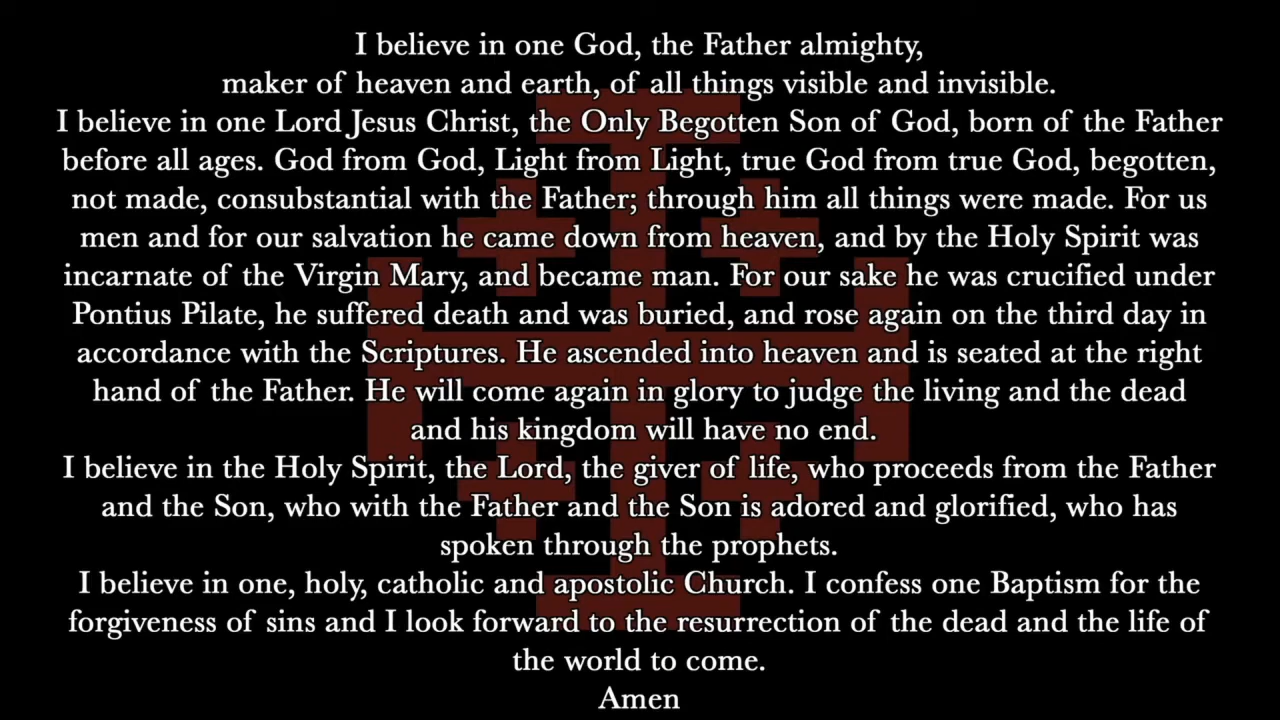 I believe in one God, the Father almighty,
maker of heaven and earth, of all things visible and invisible.
I believe in one Lord Jesus Christ, the Only Begotten Son of God, born of the Father
before all ages. God from God, Light from Light, true God from true God, begotten,
not made, consubstantial with the Father; through him all things were made. For us
men and for our salvation he came down from heaven, and by the Holy Spirit was
incarnate of the Virgin Mary, and became man. For our sake he was crucified under
Pontius Pilate, he suffered death and was buried, and rose again on the third day in
accordance with the Scriptures. He ascended into heaven and is seated at the right
hand of the Father. He will come again in glory to judge the living and the dead
and his kingdom will have no end.
I believe in the Holy Spirit, the Lord, the giver of life, who proceeds from the Father
and the Son, who with the Father and the Son is adored and glorified, who has
spoken through the prophets.
I believe in one, holy, catholic and apostolic Church. I confess one Baptism for the
forgiveness of sins and I look forward to the resurrection of the dead and the life of
the world to come.
Amen